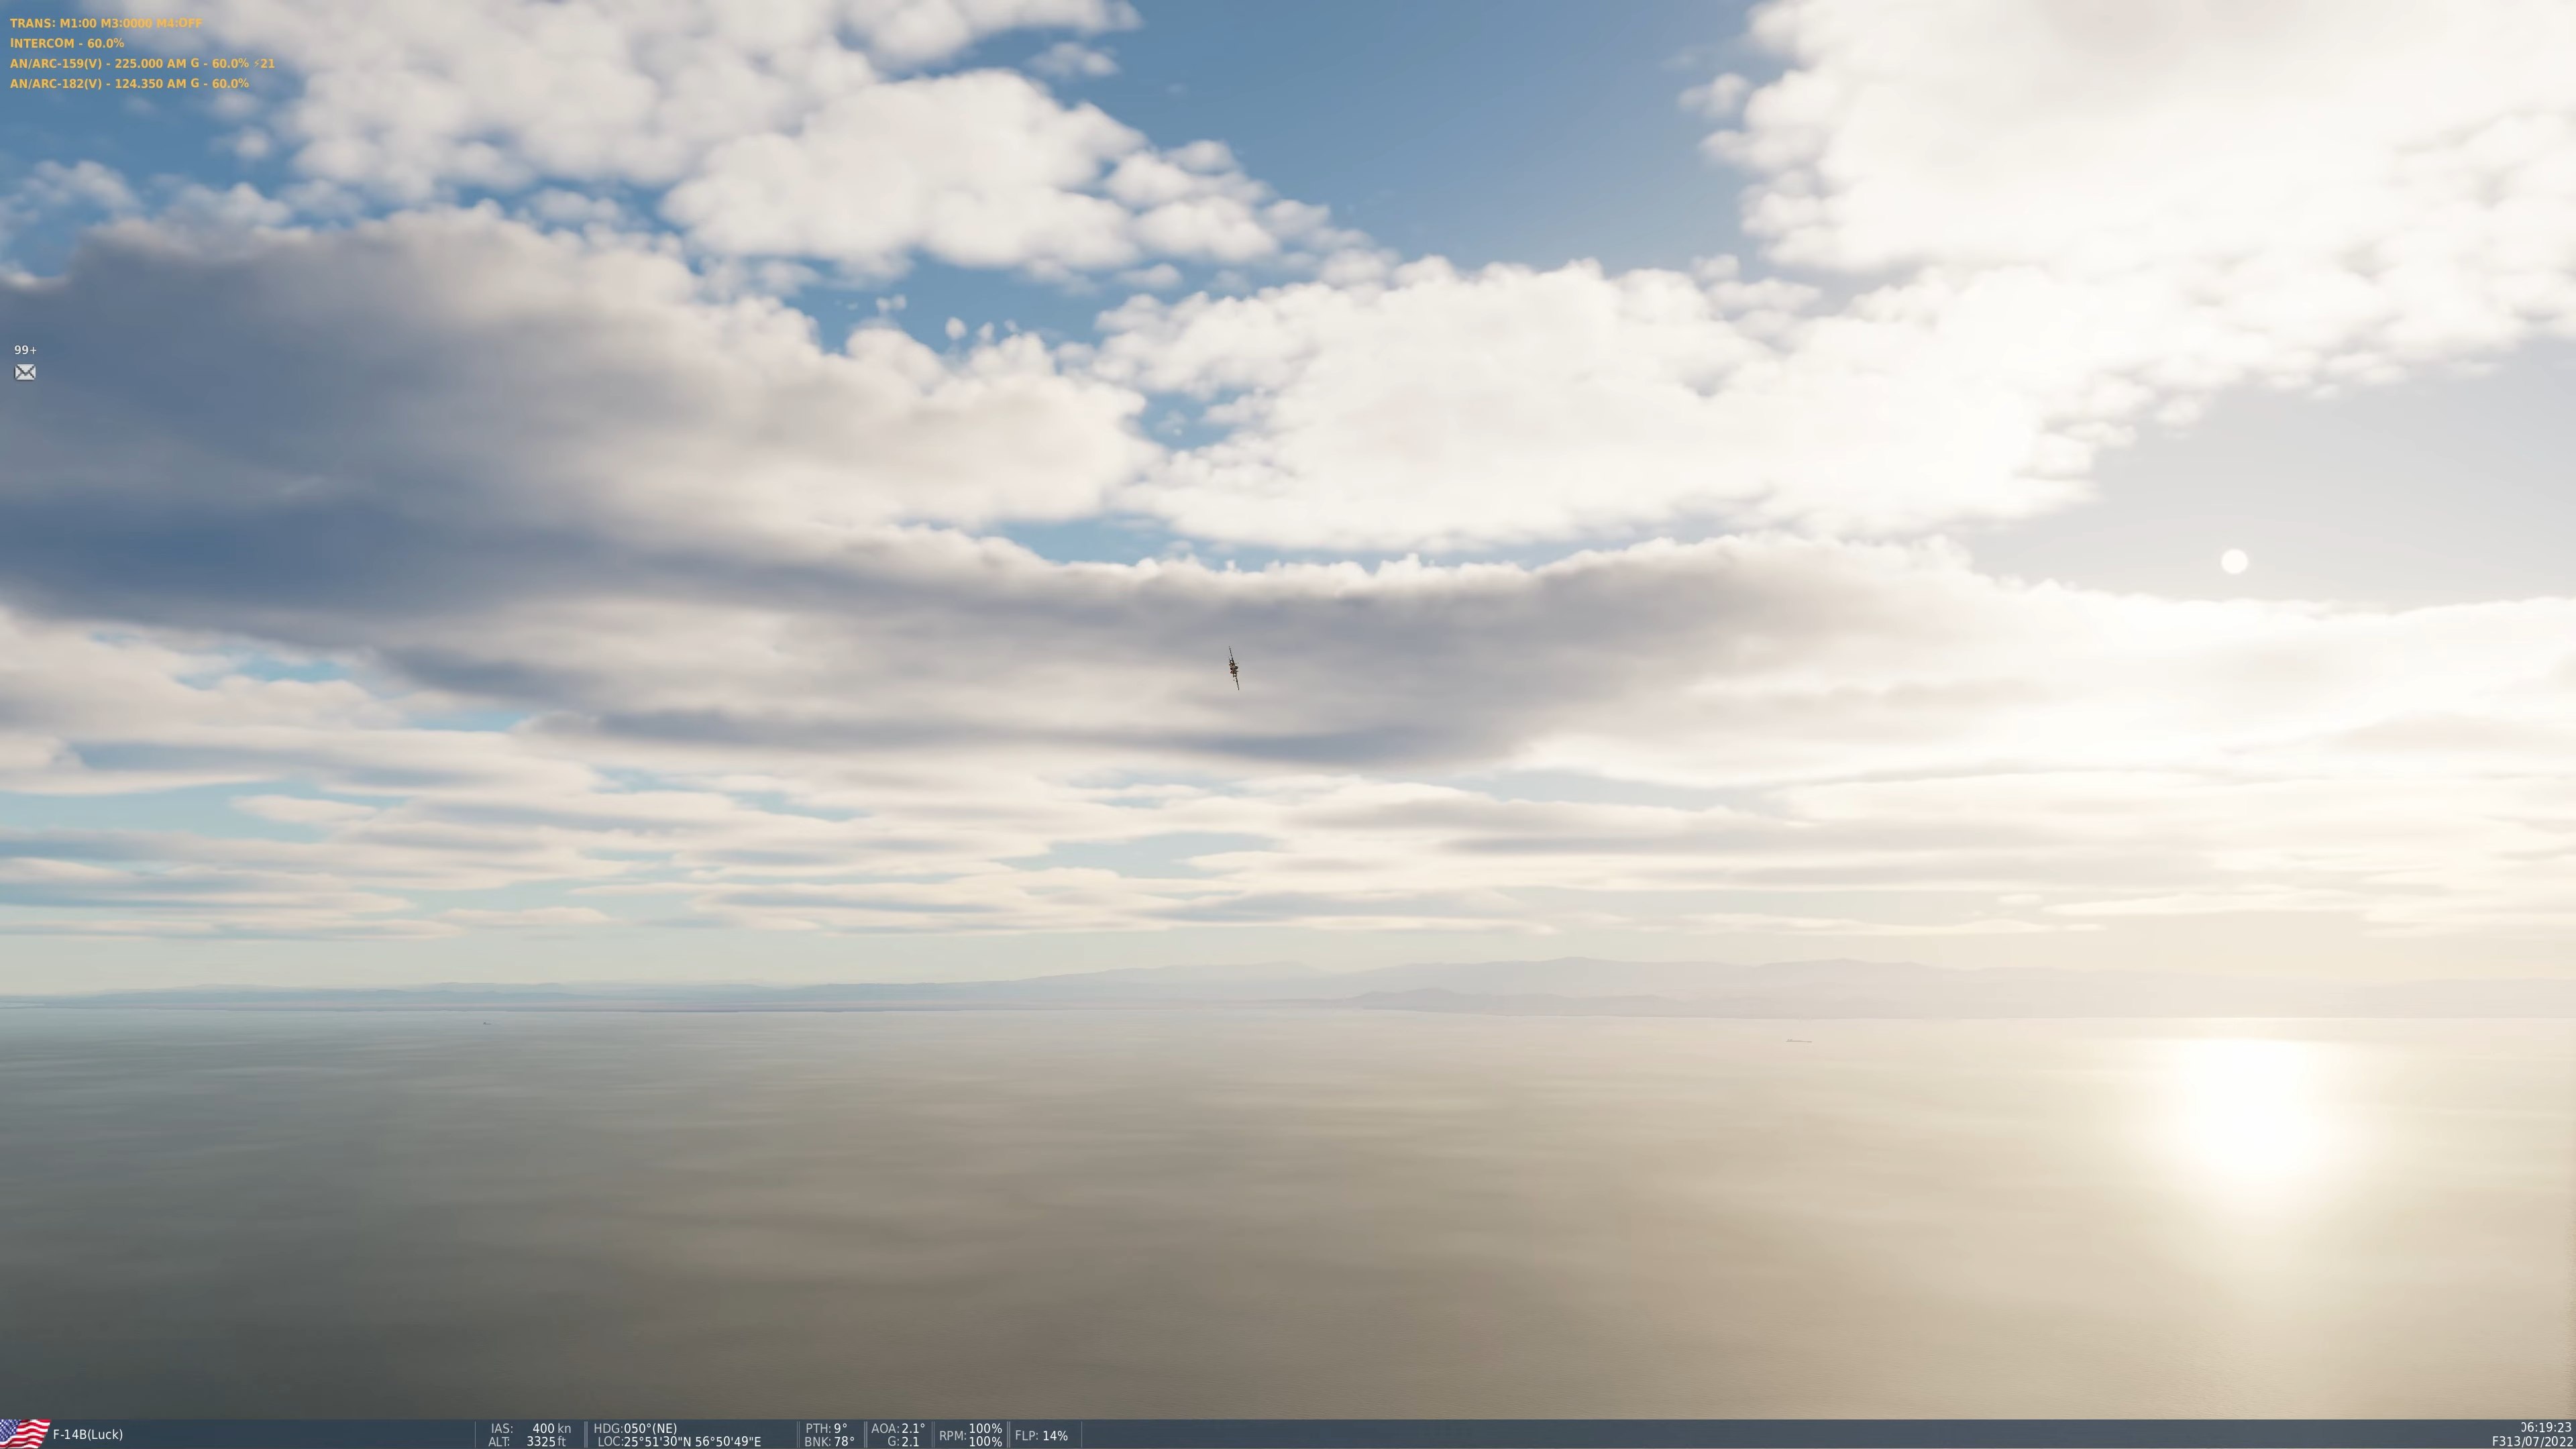 TRANS: M1:00 M3:0000 M4:OFF
INTERCOM - 60.0%
AN/ARC-159(V) - 225.000 AM G - 60.0% ⚡21
AN/ARC-182(V) - 124.350 AM G - 60.0%
99+
F-14B(Luck)
IAS: 400 kn
ALT: 3325 ft
HDG:050°(NE)
LOC:25°51'30"N 56°50'49"E
PTH: 9°
BNK: 78°
AOA: 2.1°
G: 2.1
RPM: 100%
100%
FLP: 14%
06:19:23
F3 13/07/2022